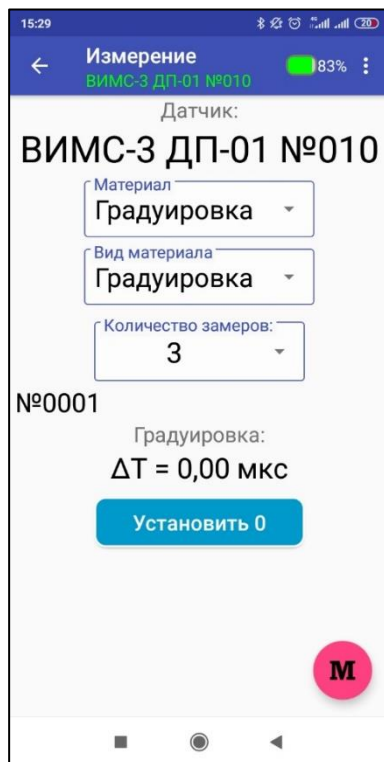 15:29
20
Измерение
ВИМС-3 ДП-01 №010
83%
Датчик:
ВИМС-3 ДП-01 №010
Материал
Градуировка
Вид материала
Градуировка
Количество замеров:
3
№0001
Градуировка:
ΔT = 0,00 мкс
Установить 0
М